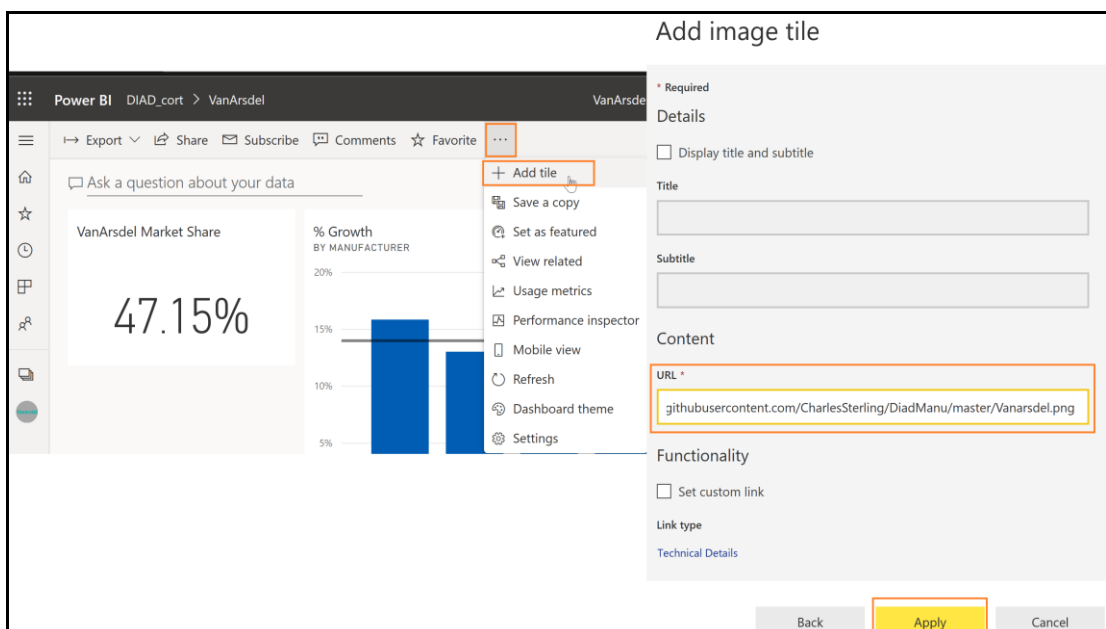 Power BI DIAD_cort > VanArsdel VanArsde
Export Share Subscribe Comments Favorite ...
Ask a question about your data
VanArsdel Market Share
47.15%
% Growth
BY MANUFACTURER
20%
15%
10%
5%
Add tile
Save a copy
Set as featured
View related
Usage metrics
Performance inspector
Mobile view
Refresh
Dashboard theme
Settings
Add image tile
* Required
Details
Display title and subtitle
Title
Subtitle
Content
URL *
githubusercontent.com/CharlesSterling/DiadManu/master/Vanarsdel.png
Functionality
Set custom link
Link type
Technical Details
Back Apply Cancel